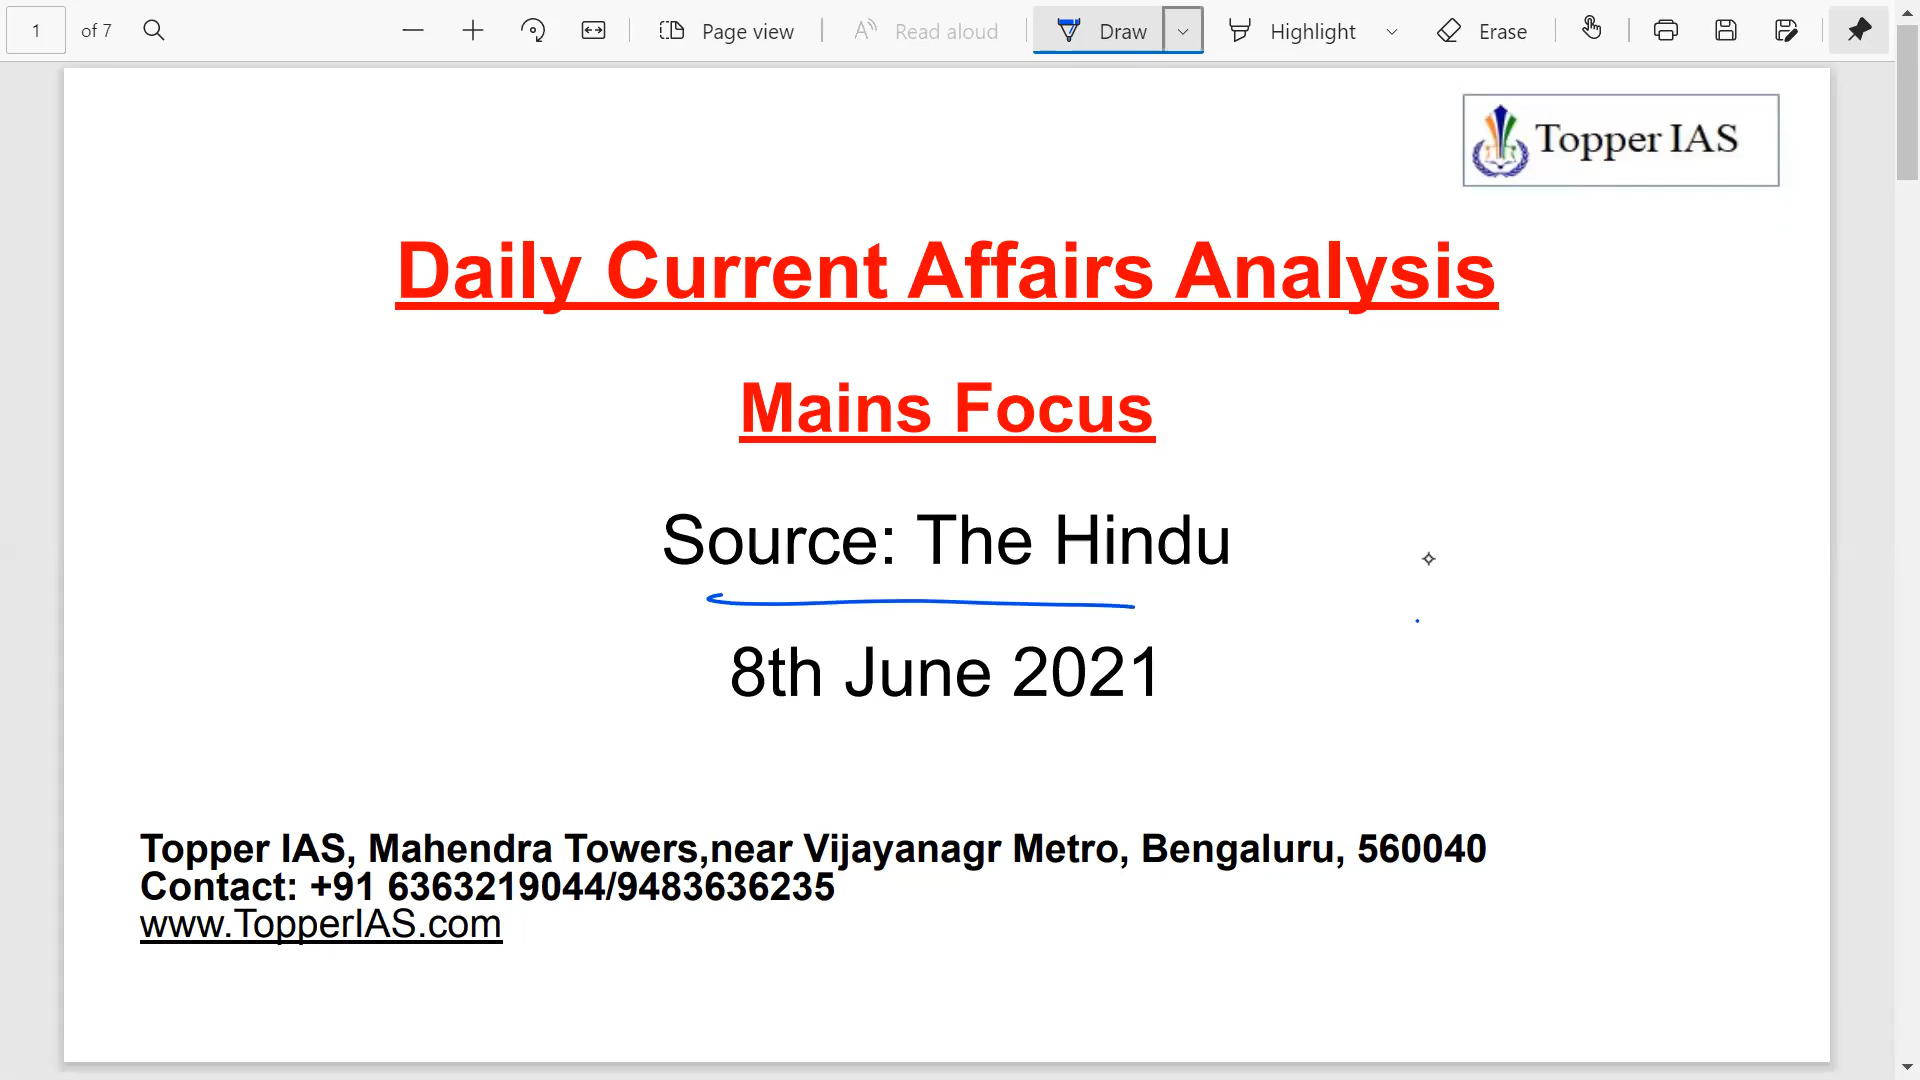 1 of 7 Page view Read aloud Draw Highlight Erase
Topper IAS
Daily Current Affairs Analysis
Mains Focus
Source: The Hindu
8th June 2021
Topper IAS, Mahendra Towers,near Vijayanagr Metro, Bengaluru, 560040
Contact: +91 6363219044/9483636235
www.TopperIAS.com